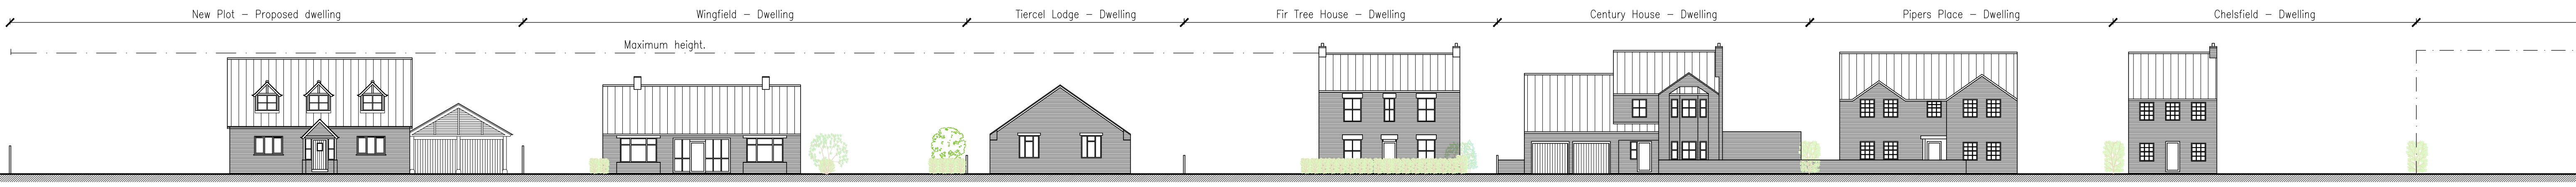 New Plot – Proposed dwelling
Wingfield – Dwelling
Tiercel Lodge – Dwelling
Fir Tree House – Dwelling
Century House – Dwelling
Pipers Place – Dwelling
Chelsfield – Dwelling
Maximum height.